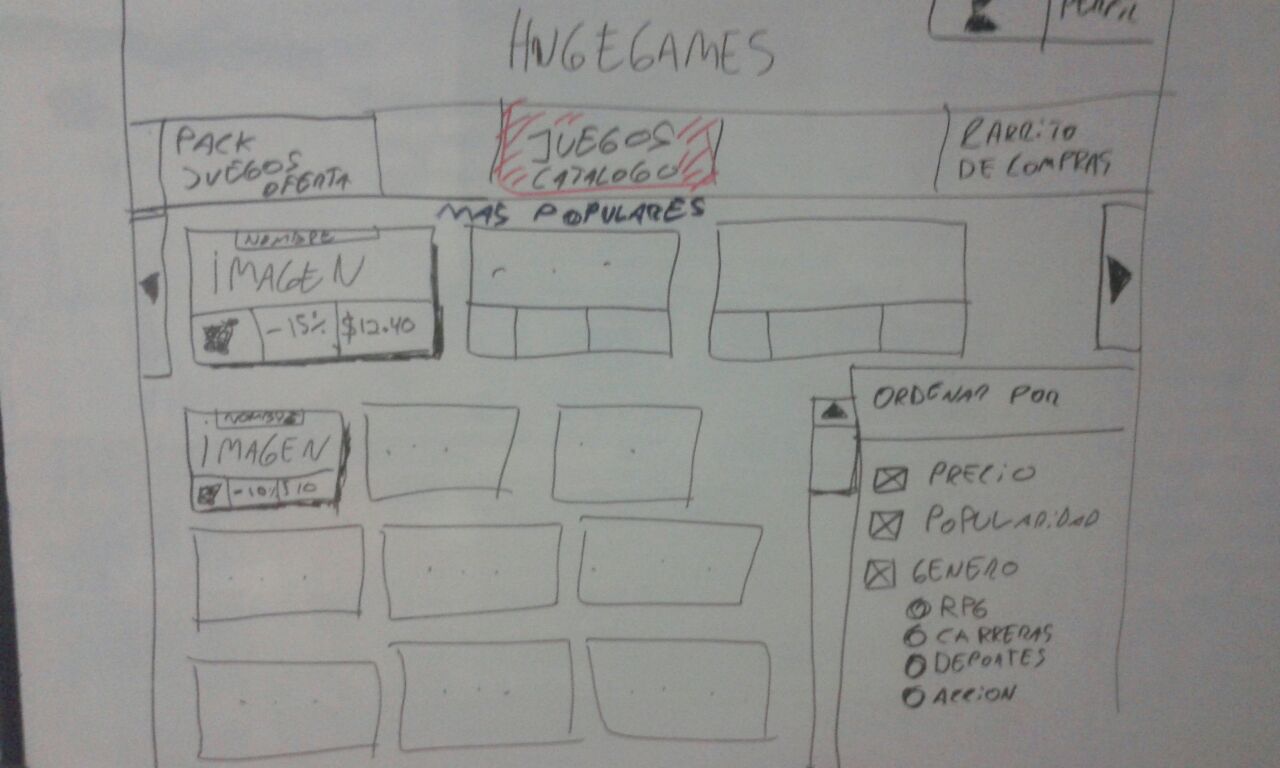 HNGEGAMES
PERFIL
PACK
JUEGOS
OFERTA
JUEGOS
CATALOGO
CARRITO
DE COMPRAS
MAS POPULARES
NOMBRE
IMAGEN
-15% $12.40
ORDENAR POR
NOMBRE
IMAGEN
-10% $10
PRECIO
POPULARIDAD
GENERO
RPG
CARRERAS
DEPORTES
ACCION